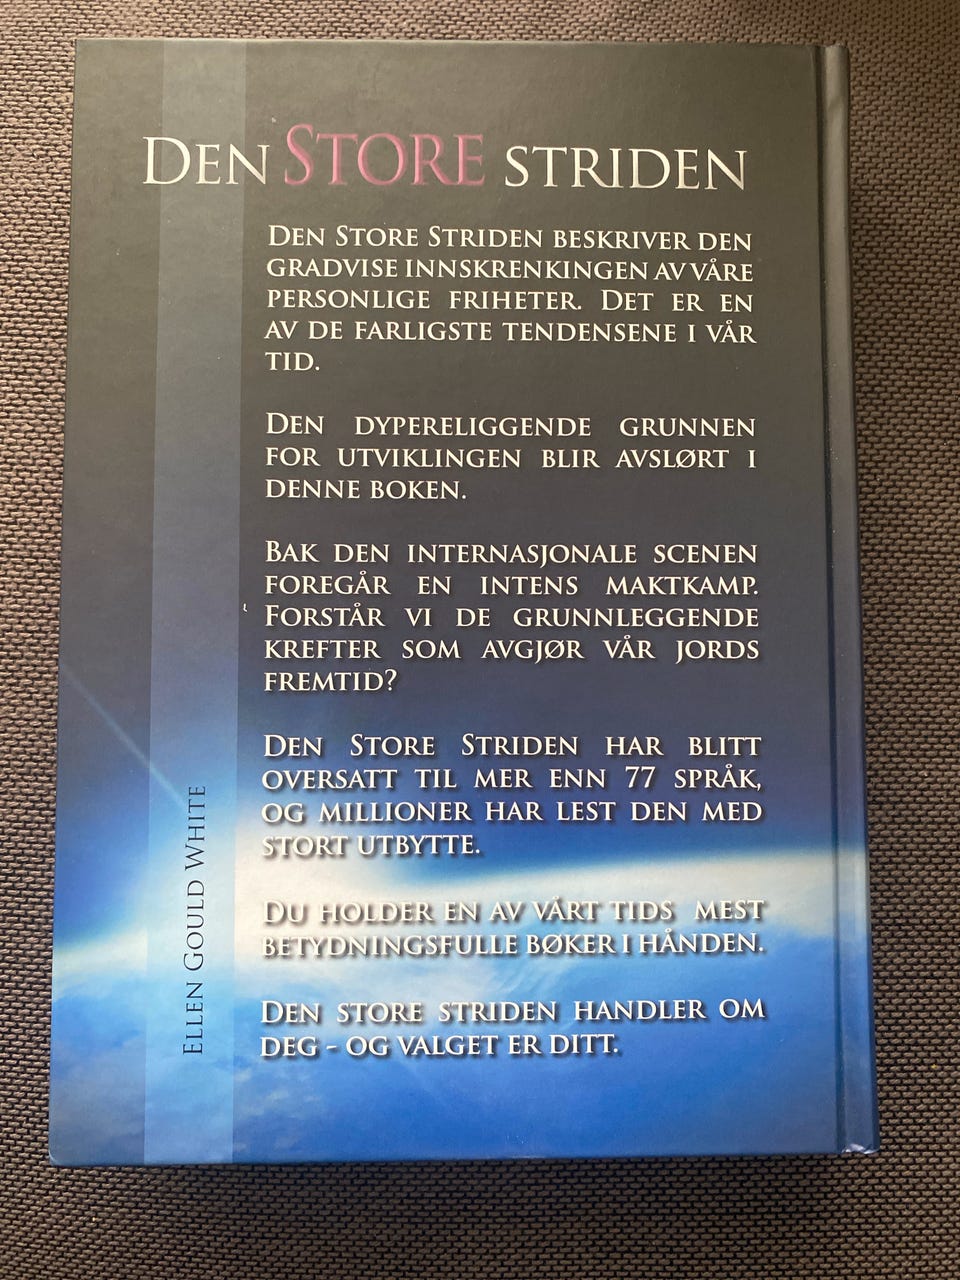 DEN STORE STRIDEN
DEN STORE STRIDEN BESKRIVER DEN
GRADVISE INNSKRENKINGEN AV VÅRE
PERSONLIGE FRIHETER. DET ER EN
AV DE FARLIGSTE TENDENSENE I VÅR
TID.
DEN DYPERELIGGENDE GRUNNEN
FOR UTVIKLINGEN BLIR AVSLØRT I
DENNE BOKEN.
BAK DEN INTERNASJONALE SCENEN
FOREGÅR EN INTENS MAKTKAMP.
FORSTÅR VI DE GRUNNLEGGENDE
KREFTER SOM AVGJØR VÅR JORDS
FREMTID?
DEN STORE STRIDEN HAR BLITT
OVERSATT TIL MER ENN 77 SPRÅK,
OG MILLIONER HAR LEST DEN MED
STORT UTBYTTE.
DU HOLDER EN AV VÅRT TIDS MEST
BETYDNINGSFULLE BØKER I HÅNDEN.
DEN STORE STRIDEN HANDLER OM
DEG - OG VALGET ER DITT.
ELLEN GOULD WHITE